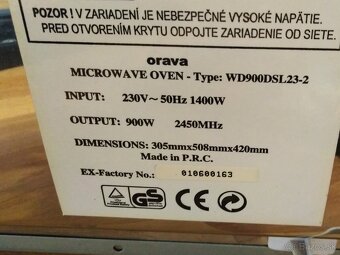 POZOR ! V ZARIADENÍ JE NEBEZPEČNÉ VYSOKÉ NAPÄTIE.
PRED OTVORENÍM KRYTU ODPOJTE ZARIADENIE OD SIETE.
orava
MICROWAVE OVEN - Type: WD900DSL23-2
INPUT: 230V~50Hz 1400W
OUTPUT: 900W 2450MHz
DIMENSIONS: 305mmx508mmx420mm
Made in P.R.C.
EX-Factory No.: 010600163
GS
CE